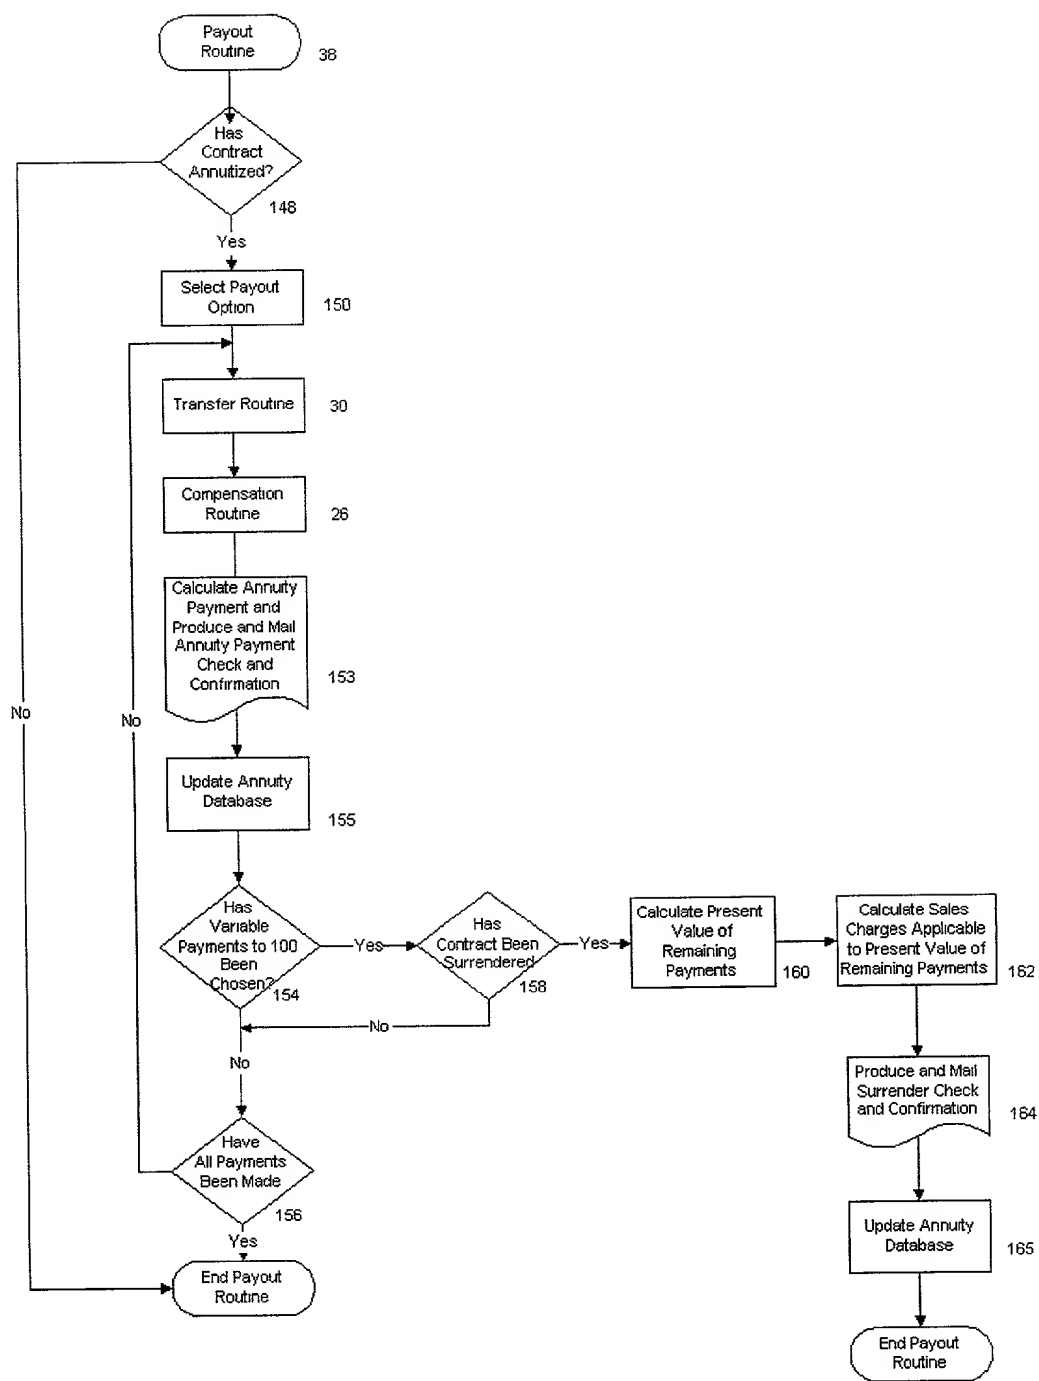 Payout
Routine
38
Has
Contract
Annuitized?
148
Yes
Select Payout
Option
150
Transfer Routine
30
Compensation
Routine
26
Calculate Annuity
Payment and
Produce and Mail
Annuity Payment
Check and
Confirmation
153
No
No
Update Annuity
Database
155
Has
Variable
Payments to 100
Been
Chosen?
154
Yes
Has
Contract Been
Surrendered
158
Yes
Calculate Present
Value of
Remaining
Payments
160
Calculate Sales
Charges Applicable
to Present Value of
Remaining Payments
162
No
No
Produce and Mail
Surrender Check
and Confirmation
164
Have
All Payments
Been Made
156
Yes
Update Annuity
Database
165
End Payout
Routine
End Payout
Routine